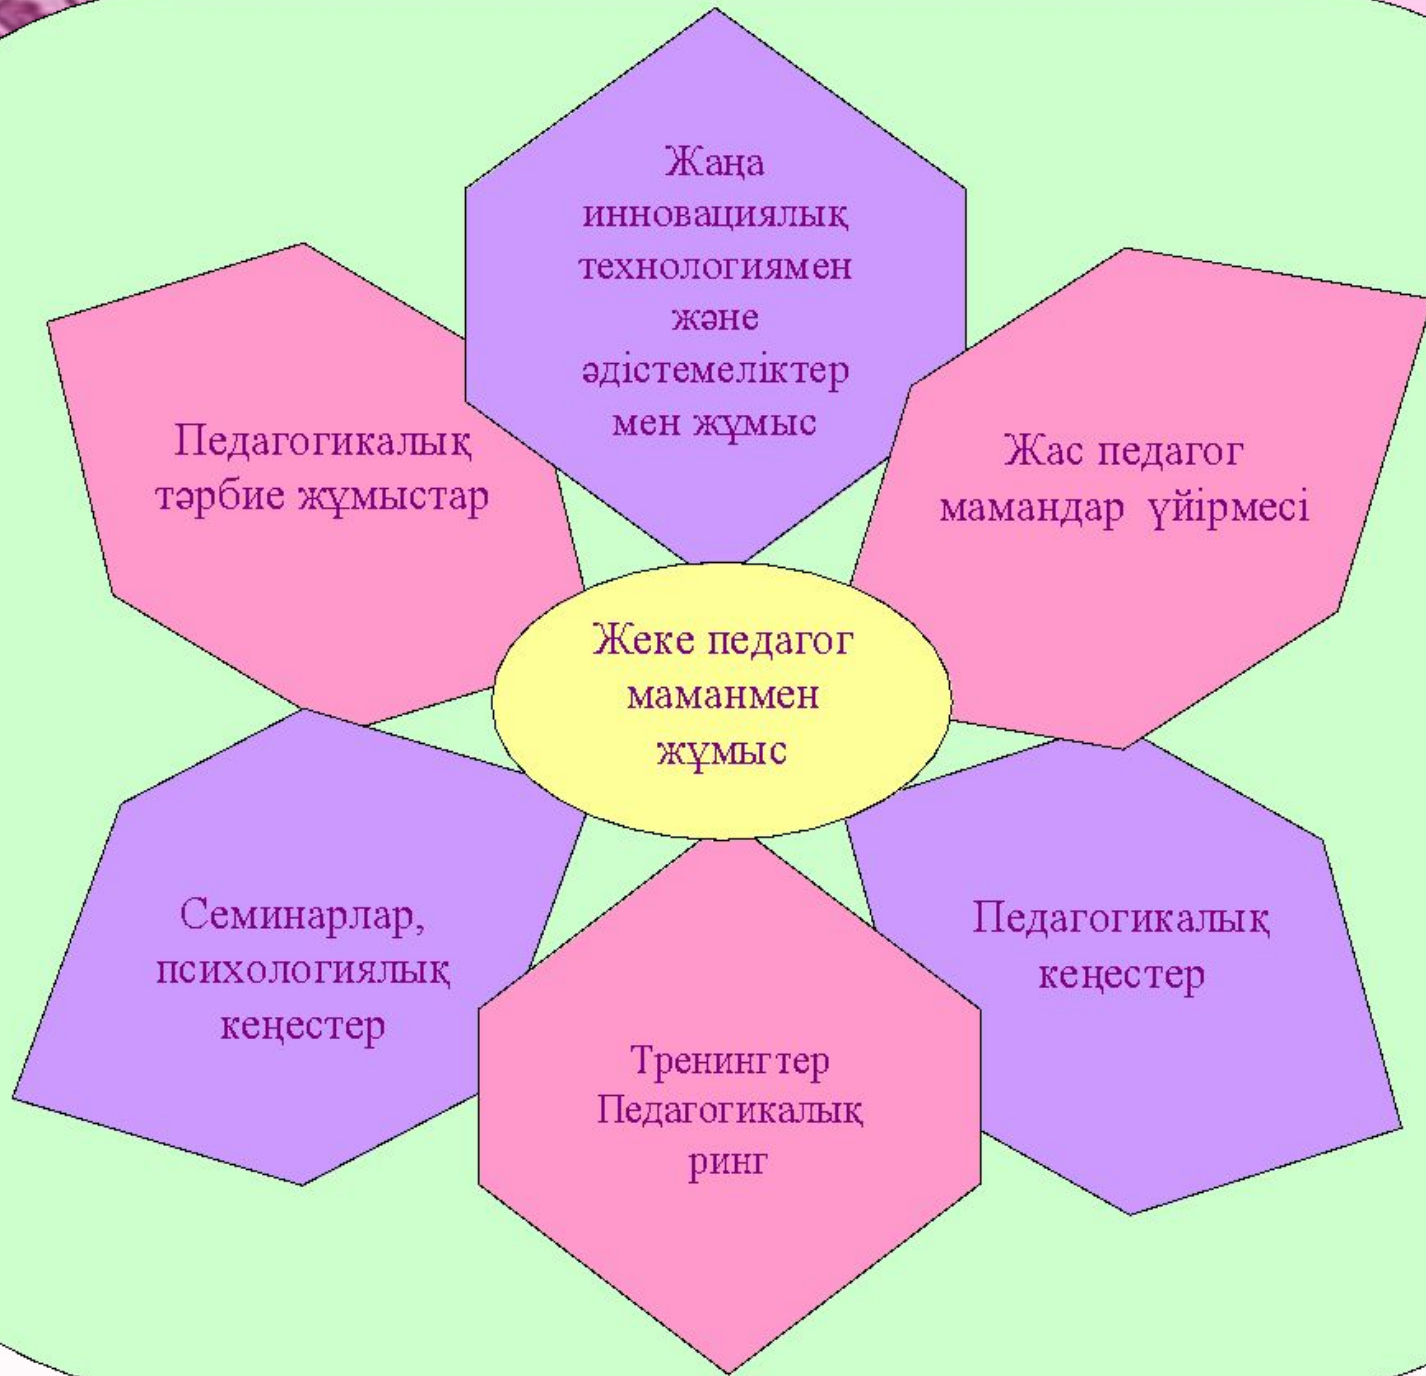 Жаңа
инновациялық
технологиямен
және
әдістемеліктер
мен жұмыс
Педагогикалық
тәрбие жұмыстар
Жас педагог
мамандар үйірмесі
Жеке педагог
маманмен
жұмыс
Семинарлар,
психологиялық
кеңестер
Педагогикалық
кеңестер
Тренингтер
Педагогикалық
ринг